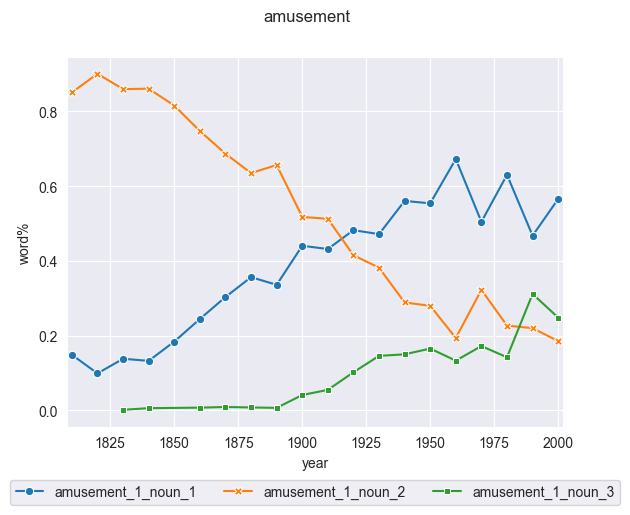 amusement
0.8
0.6
0.4
0.2
0.0
word%
1825 1850 1875 1900 1925 1950 1975 2000
year
amusement_1_noun_1 amusement_1_noun_2 amusement_1_noun_3